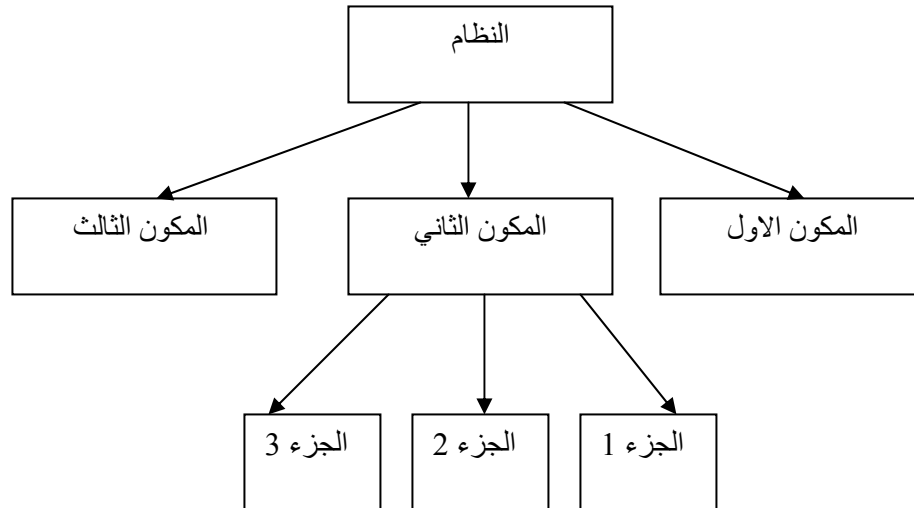 النظام
المكون الاول
المكون الثاني
المكون الثالث
الجزء 1
الجزء 2
الجزء 3